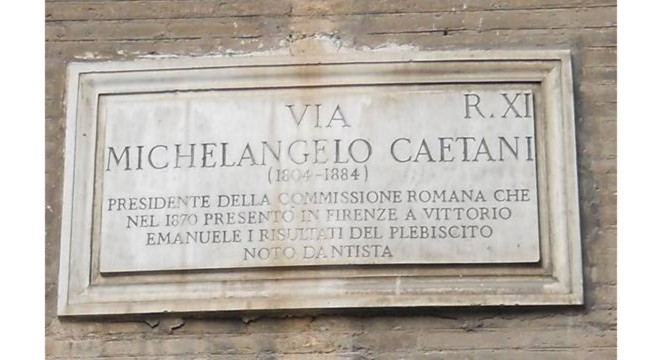 VIA R. XI
MICHELANGELO CAETANI
(1804-1884)
PRESIDENTE DELLA COMMISSIONE ROMANA CHE
NEL 1870 PRESENTÒ IN FIRENZE A VITTORIO
EMANUELE I RISULTATI DEL PLEBISCITO
NOTO DANTISTA